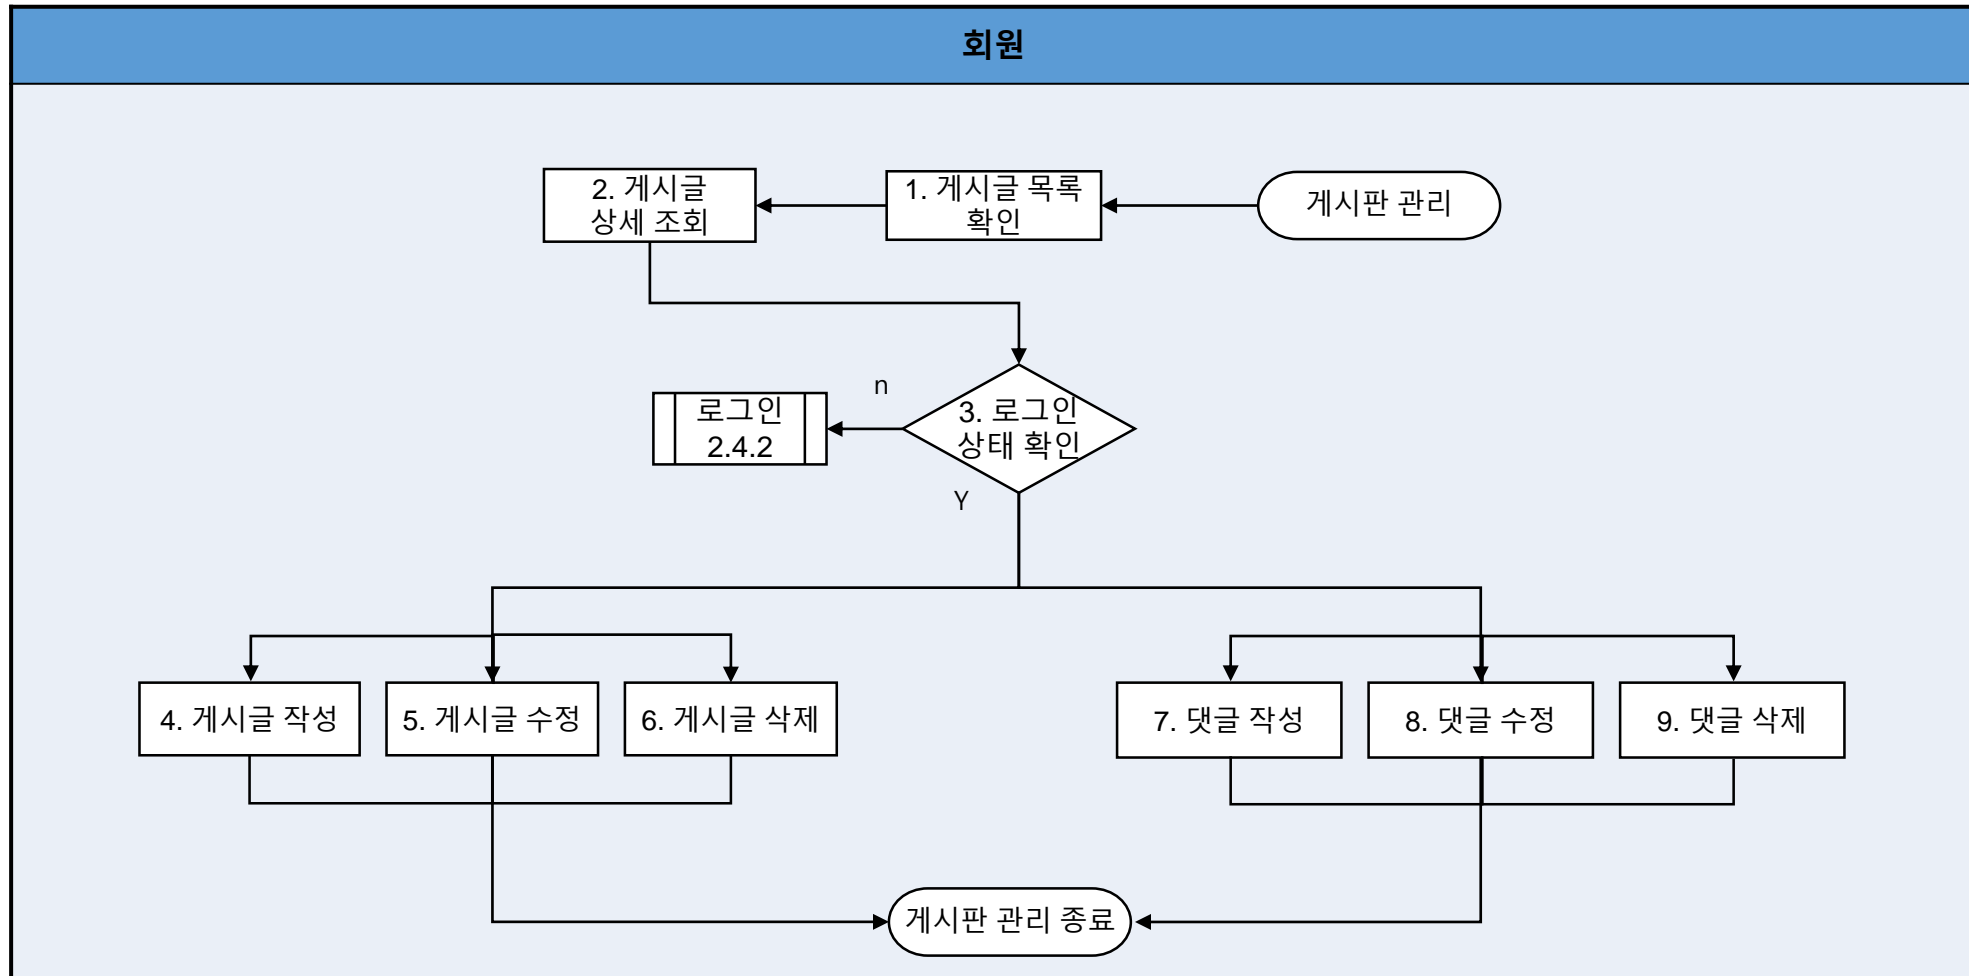 회원
2. 게시글
상세 조회
1. 게시글 목록
확인
게시판 관리
n
로그인
2.4.2
3. 로그인
상태 확인
Y
4. 게시글 작성
5. 게시글 수정
6. 게시글 삭제
7. 댓글 작성
8. 댓글 수정
9. 댓글 삭제
게시판 관리 종료